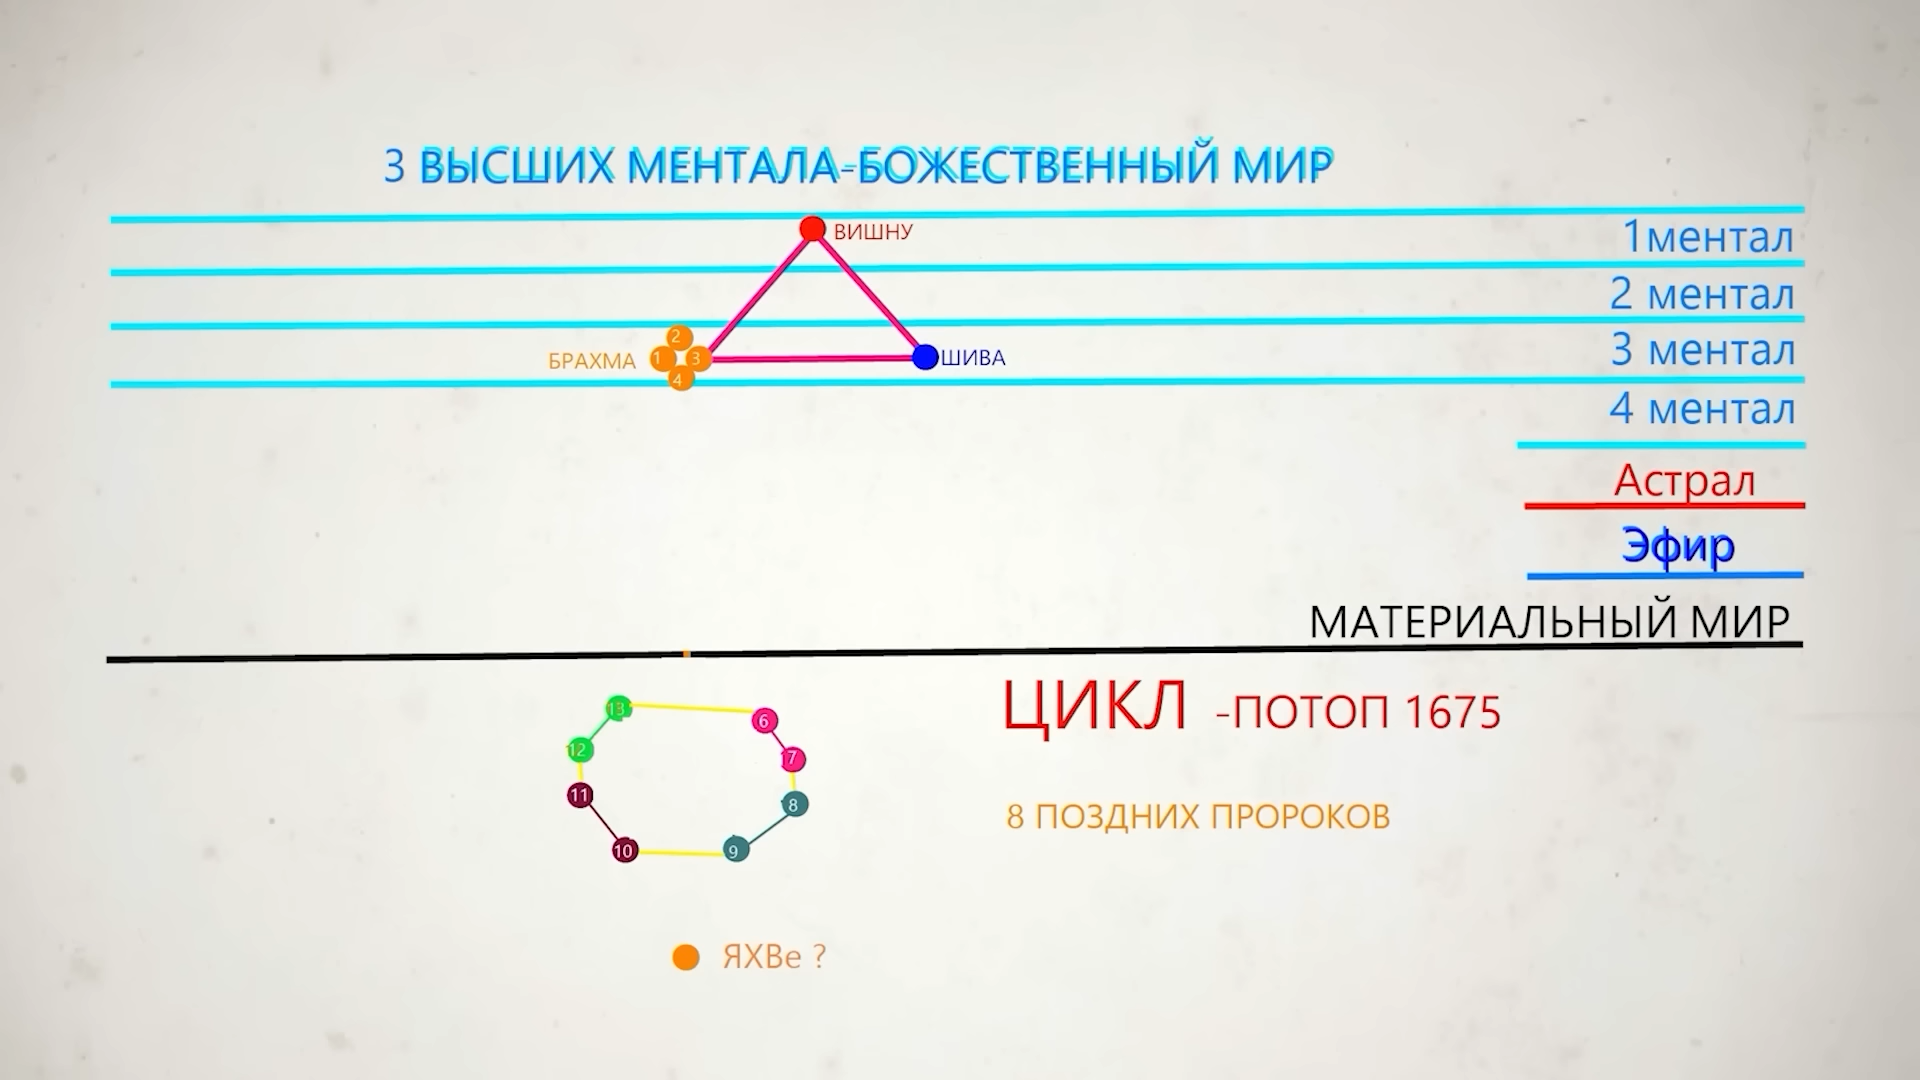 3 ВЫСШИХ МЕНТАЛА-БОЖЕСТВЕННЫЙ МИР
ВИШНУ
1ментал
2 ментал
2
БРАХМА 1 3 ШИВА
4
3 ментал
4 ментал
Астрал
Эфир
МАТЕРИАЛЬНЫЙ МИР
ЦИКЛ -ПОТОП 1675
13
6
12
7
11
8
10
9
8 ПОЗДНИХ ПРОРОКОВ
ЯХВе ?